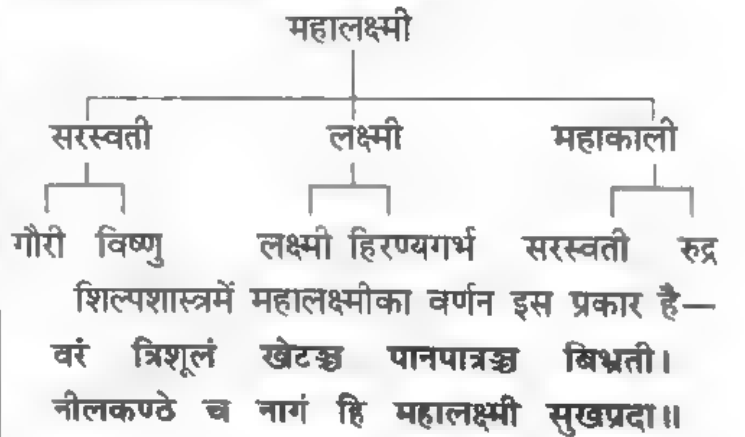 महालक्ष्मी
सरस्वती लक्ष्मी महाकाली
गौरी विष्णु लक्ष्मी हिरण्यगर्भ सरस्वती रुद्र
शिल्पशास्त्रमें महालक्ष्मीका वर्णन इस प्रकार है—
वरं त्रिशूलं खेटञ्च पानपात्रञ्च बिभ्रती।
नीलकण्ठे च नागं हि महालक्ष्मी सुखप्रदा॥